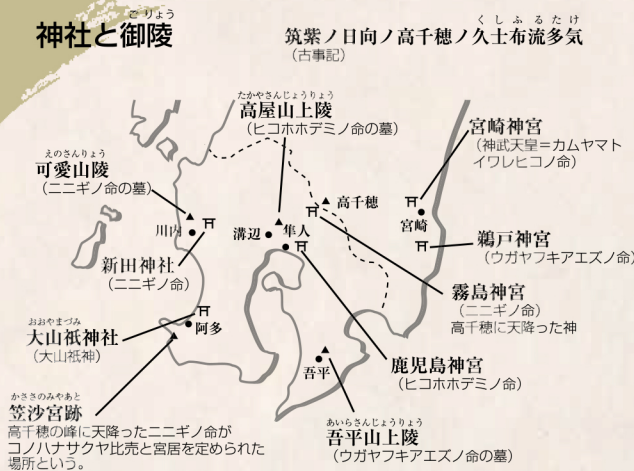 ごりょう
神社と御陵
くしふるたけ
筑紫ノ日向ノ高千穂ノ久士布流多気
（古事記）
たかやさんじょうりょう
高屋山上陵
（ヒコホホデミノ命の墓）
宮崎神宮
（神武天皇＝カムヤマト
イワレヒコノ命）
えのさんりょう
可愛山陵
（ニニギノ命の墓）
高千穂
川内
溝辺
隼人
宮崎
鵜戸神宮
（ウガヤフキアエズノ命）
新田神社
（ニニギノ命）
霧島神宮
（ニニギノ命）
高千穂に天降った神
おおやまづみ
大山祇神社
（大山祇神）
阿多
鹿児島神宮
（ヒコホホデミノ命）
吾平
かささのみやあと
笠沙宮跡
高千穂の峰に天降ったニニギノ命が
コノハナサクヤ比売と宮居を定められた
場所という。
あいらさんじょうりょう
吾平山上陵
（ウガヤフキアエズノ命の墓）